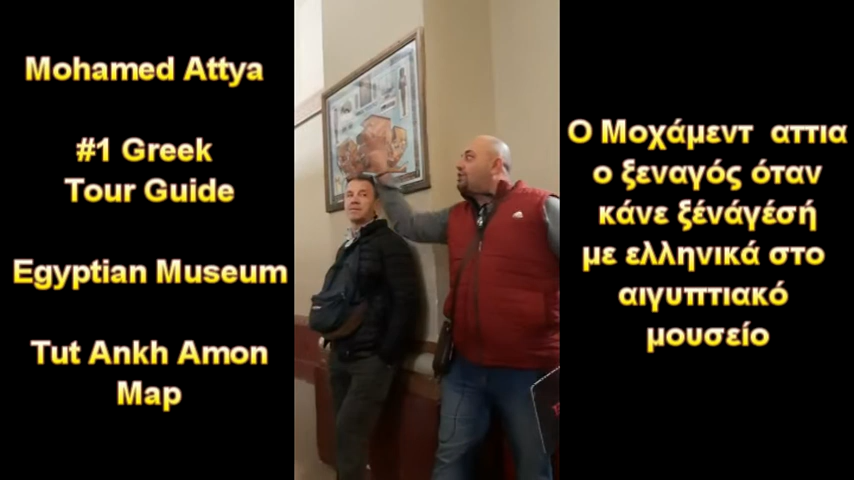 Mohamed Attya
#1 Greek
Tour Guide
Egyptian Museum
Tut Ankh Amon
Map
Ο Μοχάμεντ αττια
ο ξεναγός όταν
κάνε ξένάγέσή
με ελληνικά στο
αιγυπτιακό
μουσείο